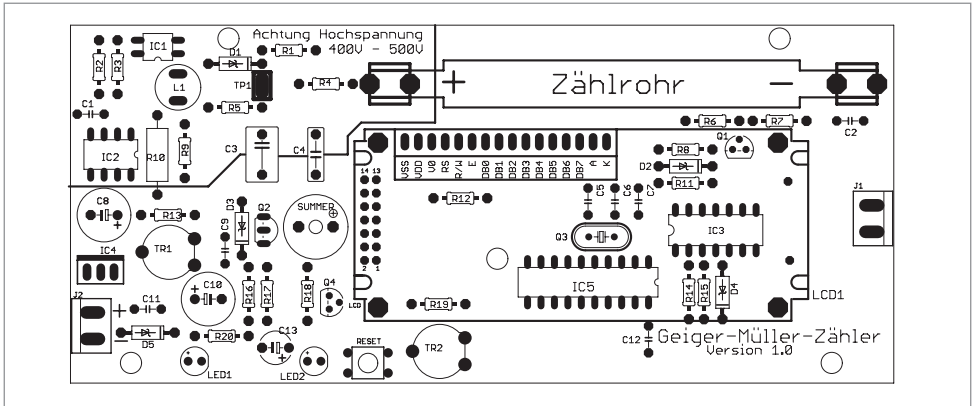 Achtung Hochspannung
400V - 500V
IC1
R2
R3
L1
D1
R1
TP1
R4
R5
+
Zählrohr
−
C1
IC2
R10
R9
C3
C4
R6
R7
Q1
C2
VSS
VDD
V0
RS
R/W
E
DB0
DB1
DB2
DB3
DB4
DB5
DB6
DB7
A
K
R8
D2
R11
14 13
2 1
R12
C5
C6
C7
J1
C8
+
R13
D3
Q2
SUMMER
TR1
C9
Q3
IC3
IC4
IC5
R14
R15
D4
LCD1
J2
+
−
C11
C10
+
R16
R17
R18
Q4
LCD
R19
D5
R20
C13
+
LED1
LED2
RESET
TR2
C12
Geiger-Müller-Zähler
Version 1.0